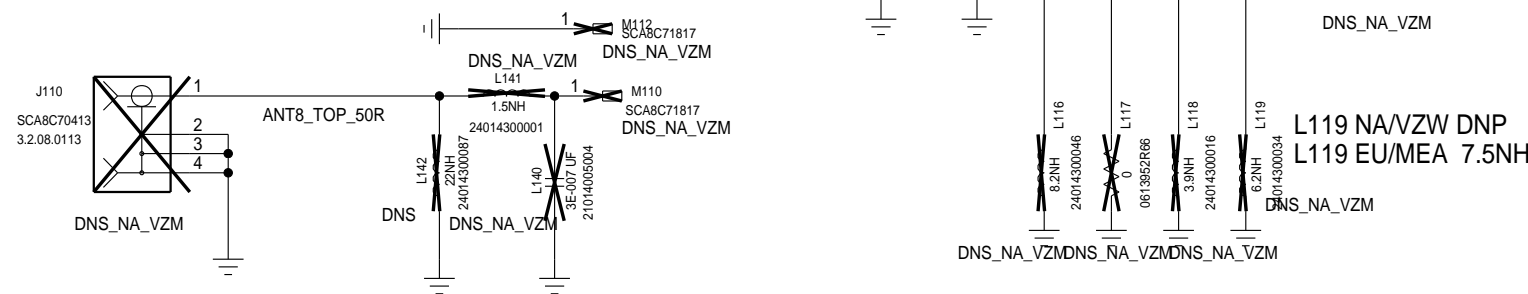 1
M112
SCA8C71817
DNS_NA_VZM
DNS_NA_VZM
L141
1.5NH
24014300001
1
M110
SCA8C71817
DNS_NA_VZM
J110
SCA8C70413
3.2.08.0113
1
2
3
4
DNS_NA_VZM
ANT8_TOP_50R
L142
22NH
24014300087
DNS
L140
3E-007 UF
21014005004
DNS_NA_VZM
DNS_NA_VZM
L116
8.2NH
24014300046
DNS_NA_VZM
L117
0
0613952R66
DNS_NA_VZM
L118
3.9NH
24014300016
DNS_NA_VZM
L119
6.2NH
24014300034
DNS_NA_VZM
L119 NA/VZW DNP
L119 EU/MEA 7.5NH